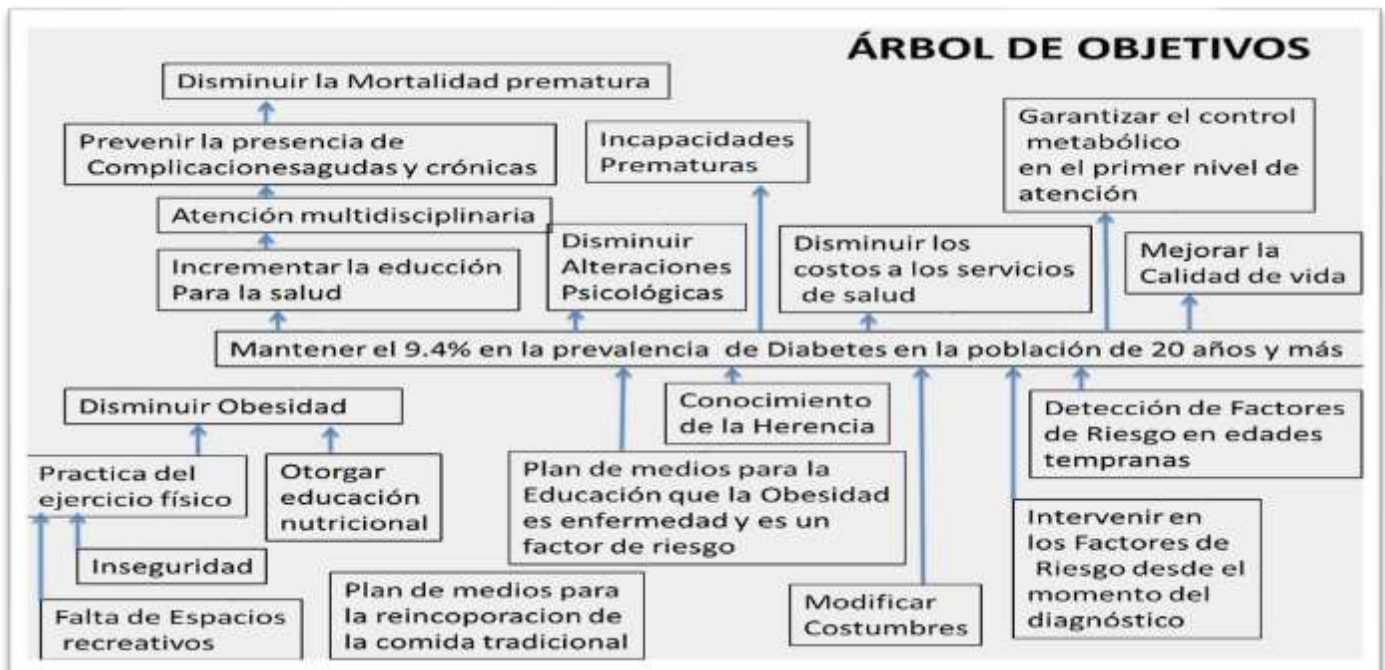 ÁRBOL DE OBJETIVOS
Disminuir la Mortalidad prematura
Prevenir la presencia de
Complicacionesagudas y crónicas
Atención multidisciplinaria
Incrementar la educción
Para la salud
Disminuir
Alteraciones
Psicológicas
Incapacidades
Prematuras
Disminuir los
costos a los servicios
de salud
Garantizar el control
metabólico
en el primer nivel de
atención
Mejorar la
Calidad de vida
Mantener el 9.4% en la prevalencia de Diabetes en la población de 20 años y más
Disminuir Obesidad
Practica del
ejercicio físico
Otorgar
educación
nutricional
Inseguridad
Falta de Espacios
recreativos
Plan de medios para
la reincoporacion de
la comida tradicional
Plan de medios para la
Educación que la Obesidad
es enfermedad y es un
factor de riesgo
Conocimiento
de la Herencia
Modificar
Costumbres
Detección de Factores
de Riesgo en edades
tempranas
Intervenir en
los Factores de
Riesgo desde el
momento del
diagnóstico